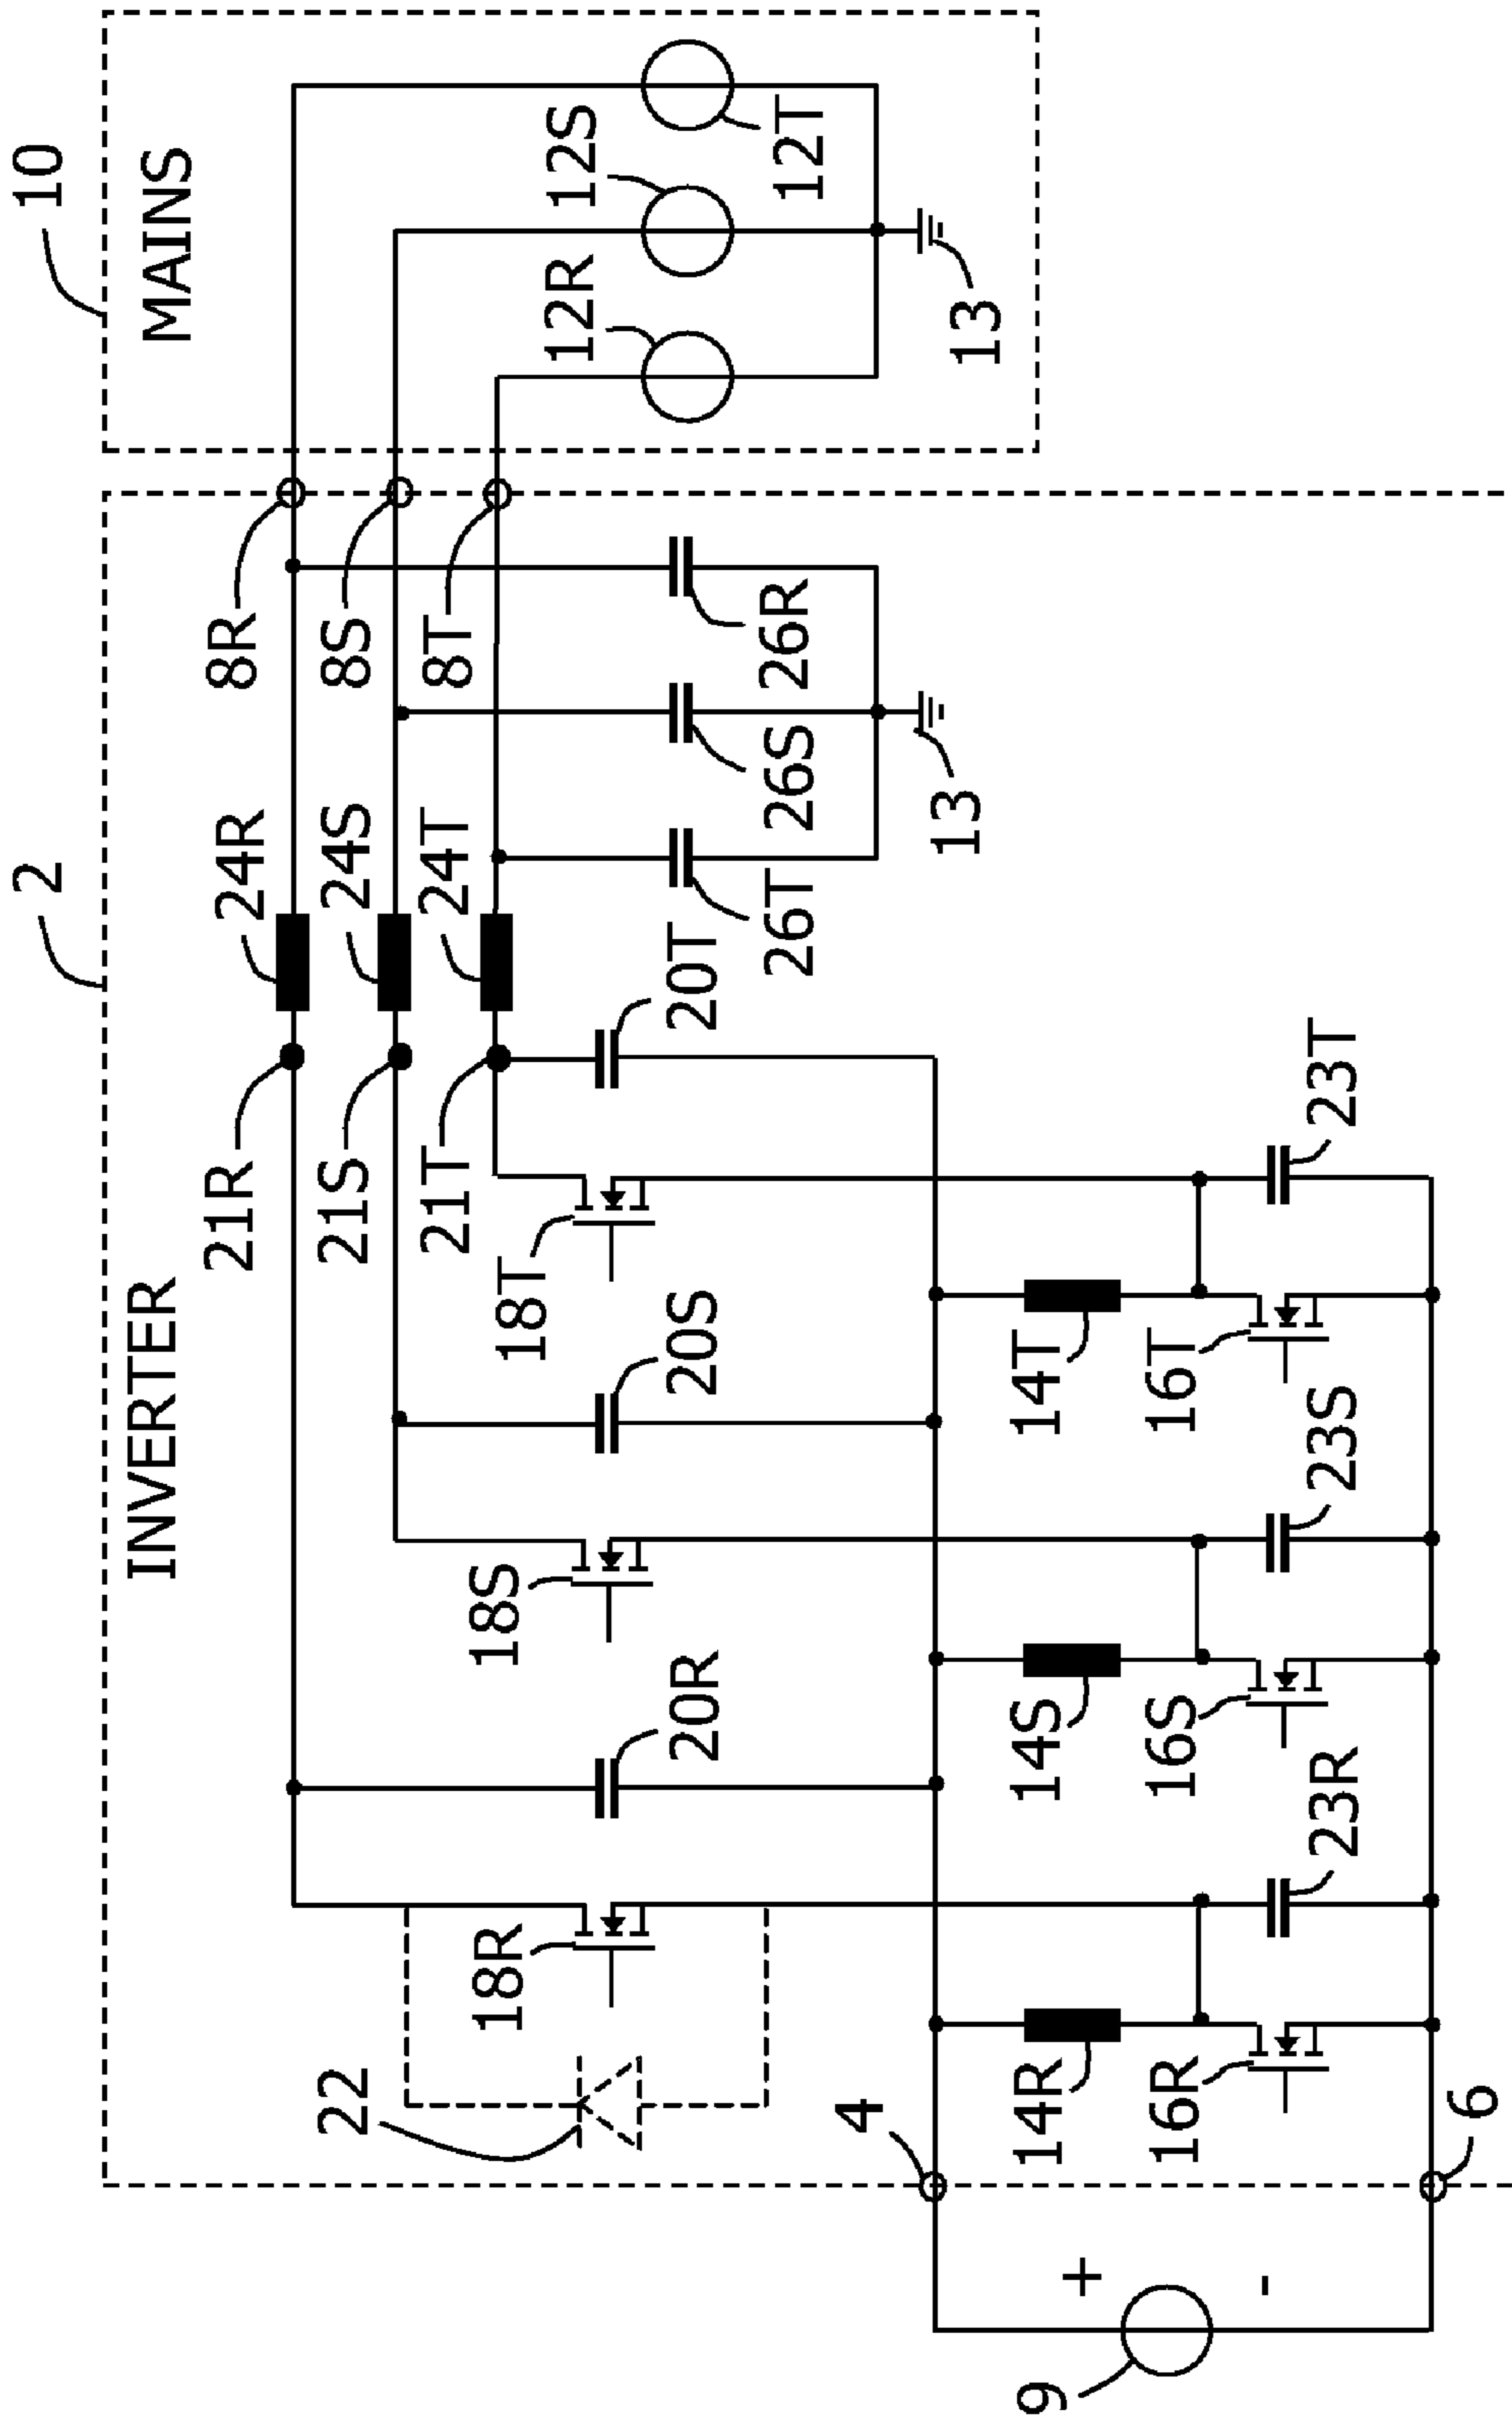 10
MAINS
12S
12R
12T
13
2
INVERTER
8R
8S
8T
24R
24S
24T
21R
21S
21T
26R
26S
26T
13
20T
18T
20S
18S
20R
18R
22
23T
14T
16T
23S
14S
16S
23R
14R
16R
4
6
+
-
9